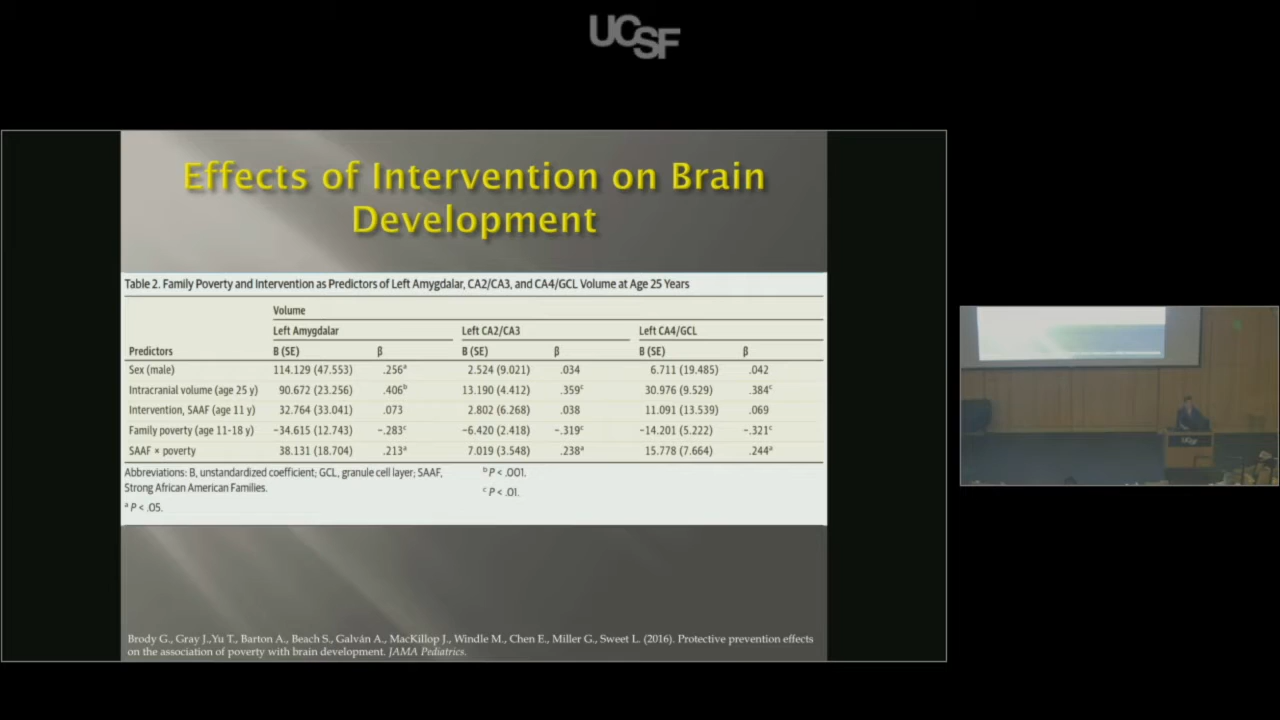 UCSF
Effects of Intervention on Brain
Development
Table 2. Family Poverty and Intervention as Predictors of Left Amygdalar, CA2/CA3, and CA4/GCL Volume at Age 25 Years
Volume
Left Amygdalar Left CA2/CA3 Left CA4/GCL
Predictors B (SE) β B (SE) β B (SE) β
Sex (male) 114.129 (47.553) .256ᵃ 2.524 (9.021) .034 6.711 (19.485) .042
Intracranial volume (age 25 y) 90.672 (23.256) .406ᵇ 13.190 (4.412) .359ᶜ 30.976 (9.529) .384ᶜ
Intervention, SAAF (age 11 y) 32.764 (33.041) .073 2.802 (6.268) .038 11.091 (13.539) .069
Family poverty (age 11-18 y) −34.615 (12.743) −.283ᶜ −6.420 (2.418) −.319ᶜ −14.201 (5.222) −.321ᶜ
SAAF × poverty 38.131 (18.704) .213ᵃ 7.019 (3.548) .238ᵃ 15.778 (7.664) .244ᵃ
Abbreviations: B, unstandardized coefficient; GCL, granule cell layer; SAAF,
Strong African American Families.
ᵃ P < .05.
ᵇ P < .001.
ᶜ P < .01.
Brody G., Gray J.,Yu T., Barton A., Beach S., Galván A., MacKillop J., Windle M., Chen E., Miller G., Sweet L. (2016). Protective prevention effects
on the association of poverty with brain development. JAMA Pediatrics.
UCSF